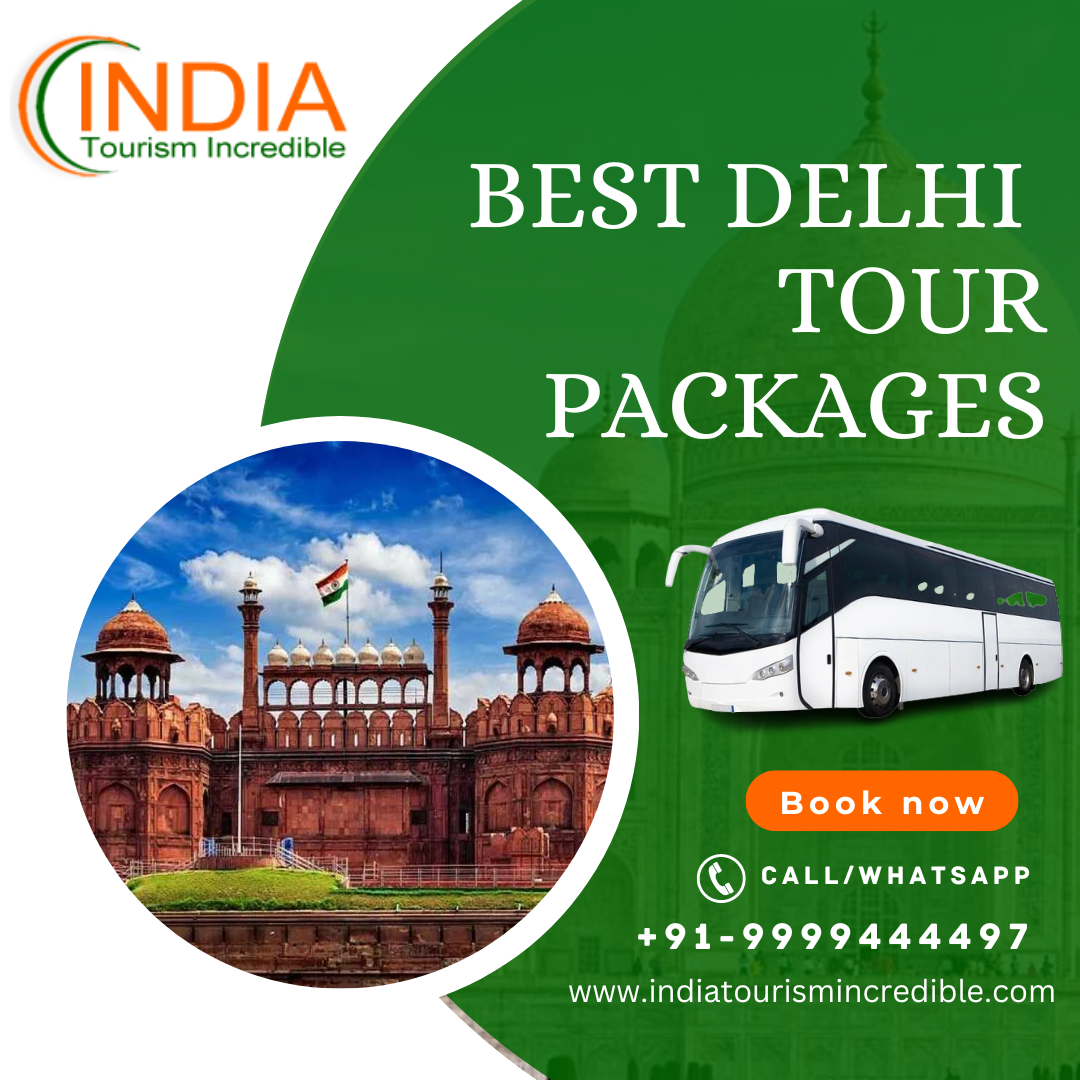 INDIA
Tourism Incredible
BEST DELHI
TOUR
PACKAGES
Book now
CALL/WHATSAPP
+91-9999444497
www.indiatourismincredible.com